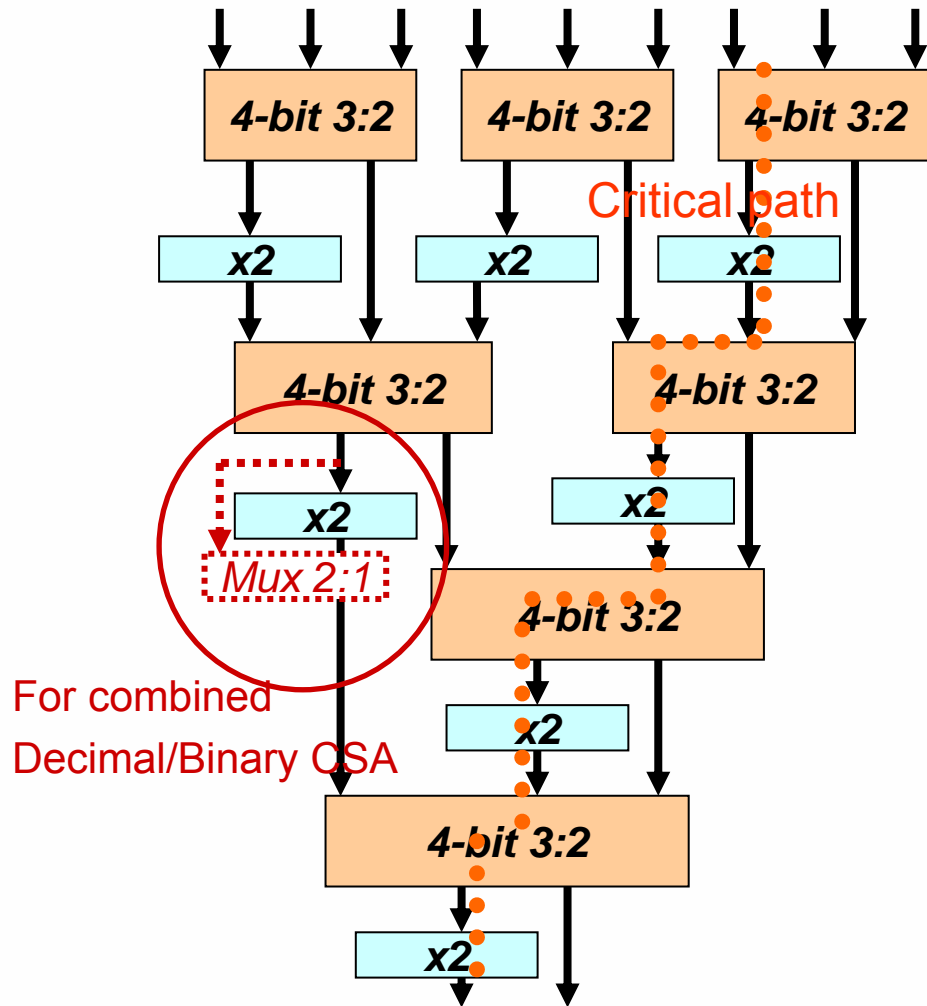 4-bit 3:2
4-bit 3:2
4-bit 3:2
Critical path
x2
x2
x2
4-bit 3:2
4-bit 3:2
x2
x2
Mux 2:1
4-bit 3:2
For combined
Decimal/Binary CSA
x2
4-bit 3:2
x2